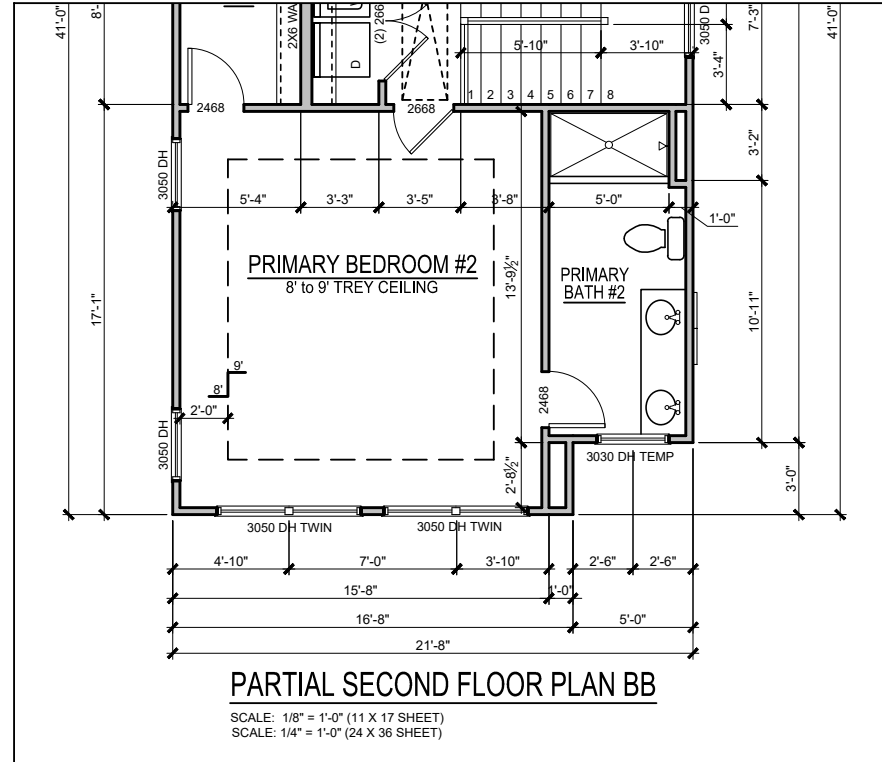 41'-0"
8'-
2X6 WA
D
(2) 266
5'-10"
3'-10"
3050 D
7'-3"
3'-4"
41'-0"
1 2 3 4 5 6 7 8
2468
2668
3050 DH
3'-2"
5'-4"
3'-3"
3'-5"
3'-8"
5'-0"
1'-0"
PRIMARY BEDROOM #2
8' to 9' TREY CEILING
13'-9½"
PRIMARY
BATH #2
17'-1"
10'-11"
9'
8'
2'-0"
2468
3050 DH
2'-8½"
3030 DH TEMP
3'-0"
3050 DH TWIN
3050 DH TWIN
4'-10"
7'-0"
3'-10"
2'-6"
2'-6"
15'-8"
1'-0"
16'-8"
5'-0"
21'-8"
PARTIAL SECOND FLOOR PLAN BB
SCALE: 1/8" = 1'-0" (11 X 17 SHEET)
SCALE: 1/4" = 1'-0" (24 X 36 SHEET)